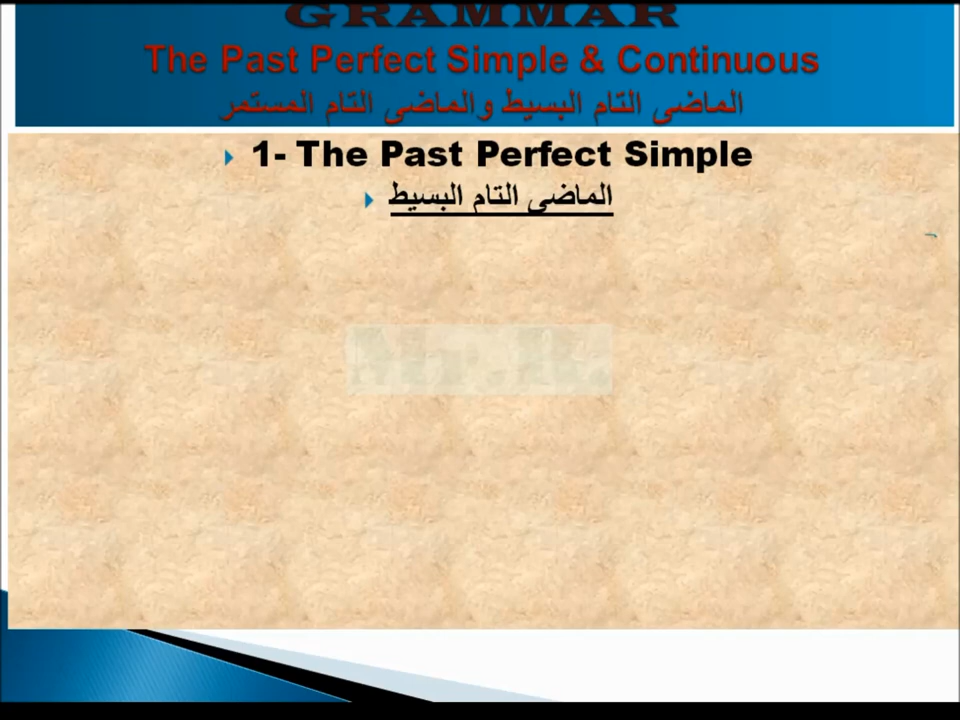 GRAMMAR
The Past Perfect Simple & Continuous
الماضى التام البسيط والماضى التام المستمر
1- The Past Perfect Simple
الماضى التام البسيط
Mr. R.